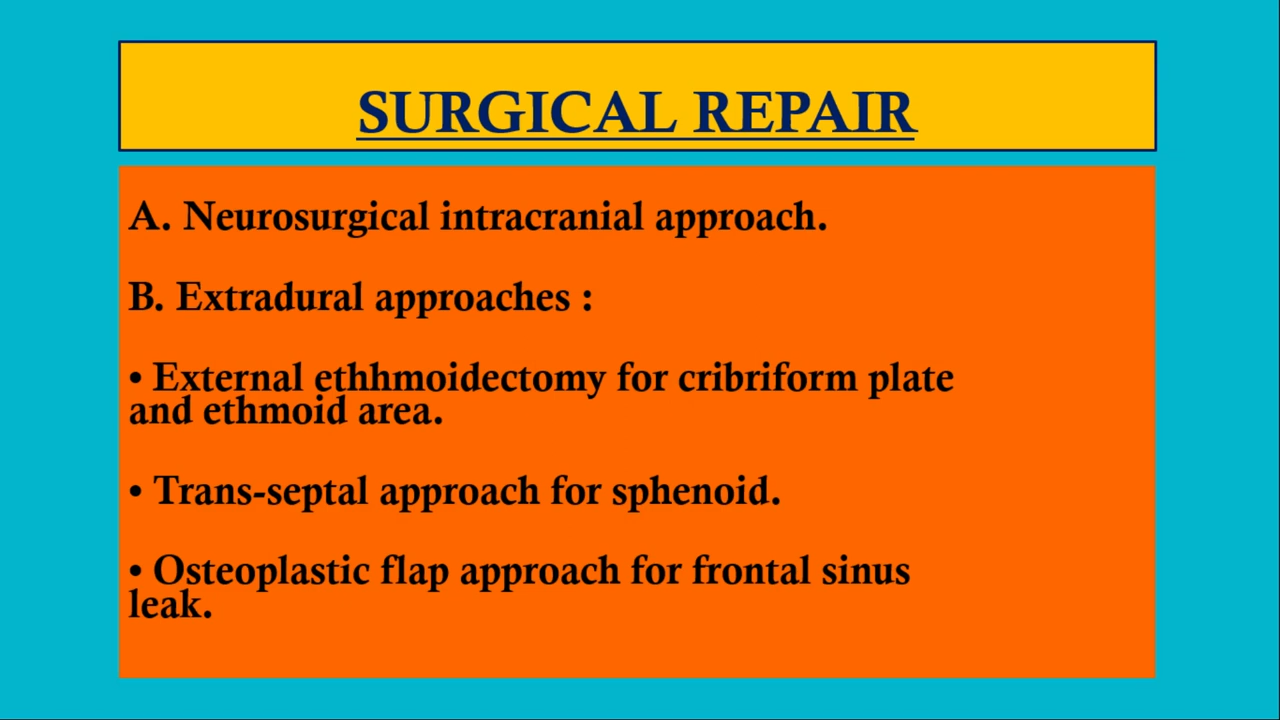 SURGICAL REPAIR
A. Neurosurgical intracranial approach.
B. Extradural approaches :
• External ethhmoidectomy for cribriform plate
and ethmoid area.
• Trans-septal approach for sphenoid.
• Osteoplastic flap approach for frontal sinus
leak.